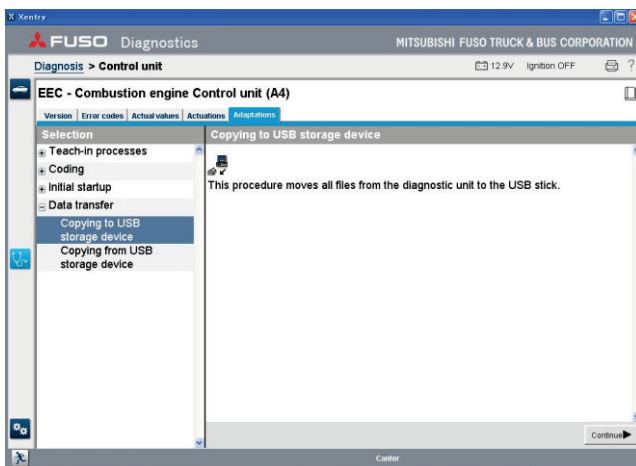 Xentry
FUSO Diagnostics
MITSUBISHI FUSO TRUCK & BUS CORPORATION
Diagnosis > Control unit
12.9V Ignition OFF
?
EEC - Combustion engine Control unit (A4)
Version Error codes Actual values Actuations Adaptations
Selection
Teach-in processes
Coding
Initial startup
Data transfer
Copying to USB
storage device
Copying from USB
storage device
Copying to USB storage device
This procedure moves all files from the diagnostic unit to the USB stick.
Continue
Canter